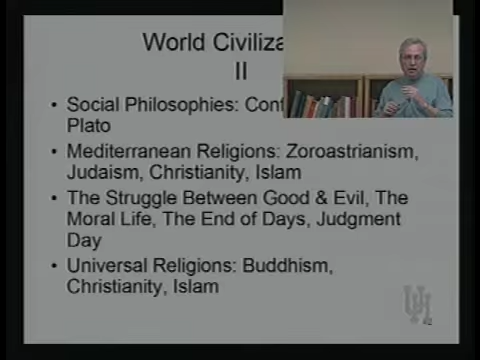 World Civiliza
II
• Social Philosophies: Con
Plato
• Mediterranean Religions: Zoroastrianism,
Judaism, Christianity, Islam
• The Struggle Between Good & Evil, The
Moral Life, The End of Days, Judgment
Day
• Universal Religions: Buddhism,
Christianity, Islam
42